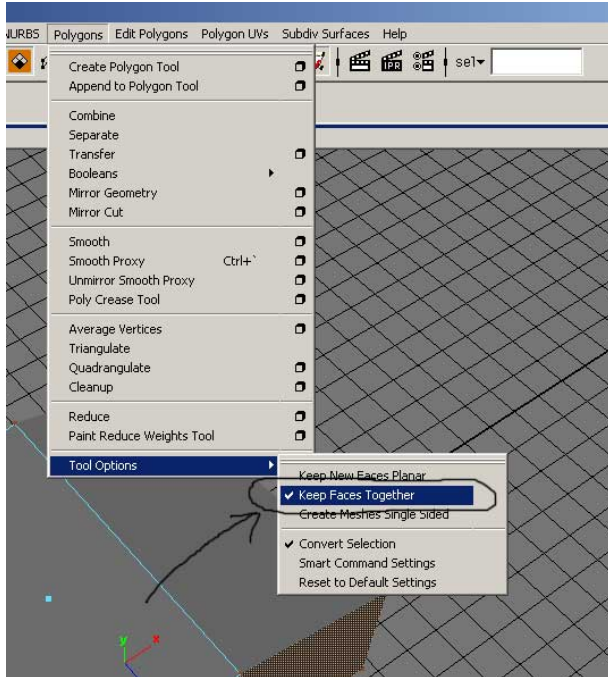 NURBS Polygons Edit Polygons Polygon UVs Subdiv Surfaces Help
IPR sel
Create Polygon Tool
Append to Polygon Tool
Combine
Separate
Transfer
Booleans
Mirror Geometry
Mirror Cut
Smooth
Smooth Proxy Ctrl+`
Unmirror Smooth Proxy
Poly Crease Tool
Average Vertices
Triangulate
Quadrangulate
Cleanup
Reduce
Paint Reduce Weights Tool
Tool Options
Keep New Faces Planar
Keep Faces Together
Create Meshes Single Sided
Convert Selection
Smart Command Settings
Reset to Default Settings
y x